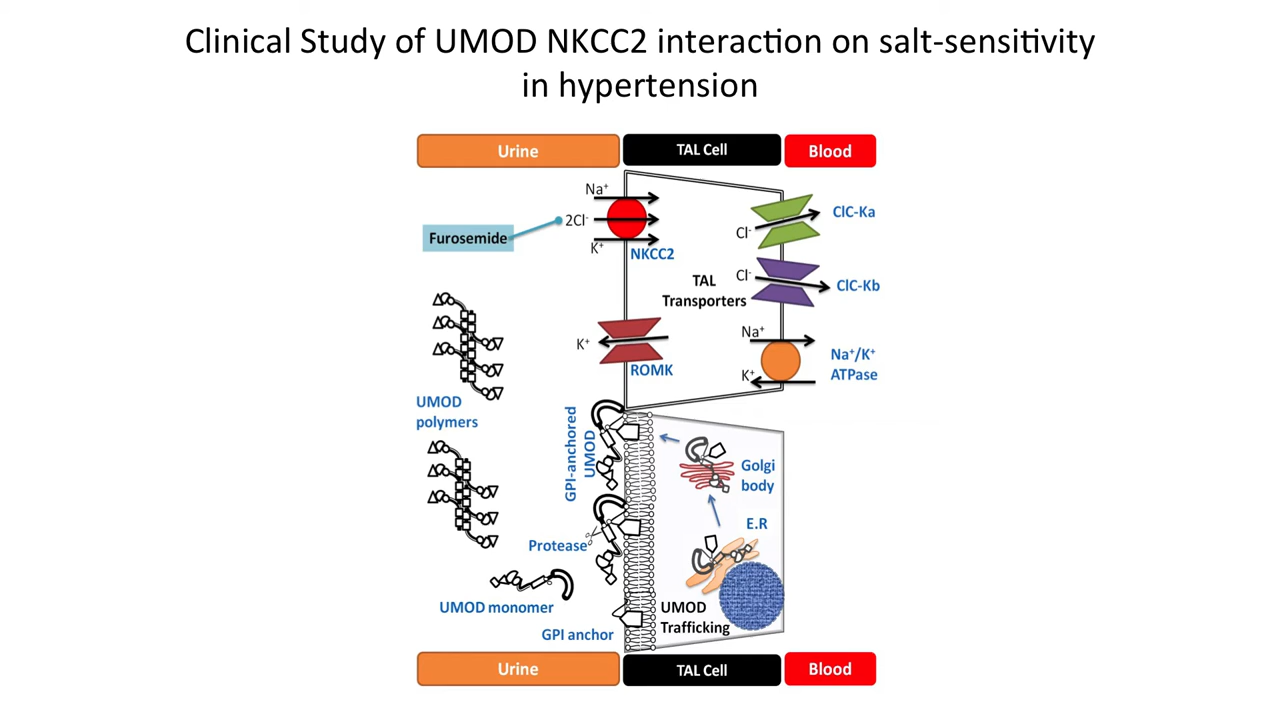 Clinical Study of UMOD NKCC2 interaction on salt-sensitivity
in hypertension
Urine
TAL Cell
Blood
Na⁺
2Cl⁻
K⁺
Furosemide
NKCC2
Cl⁻
ClC-Ka
Cl⁻
ClC-Kb
TAL
Transporters
K⁺
ROMK
Na⁺
K⁺
Na⁺/K⁺
ATPase
UMOD
polymers
GPI-anchored
UMOD
Golgi
body
E.R
Protease
UMOD monomer
GPI anchor
UMOD
Trafficking
Urine
TAL Cell
Blood